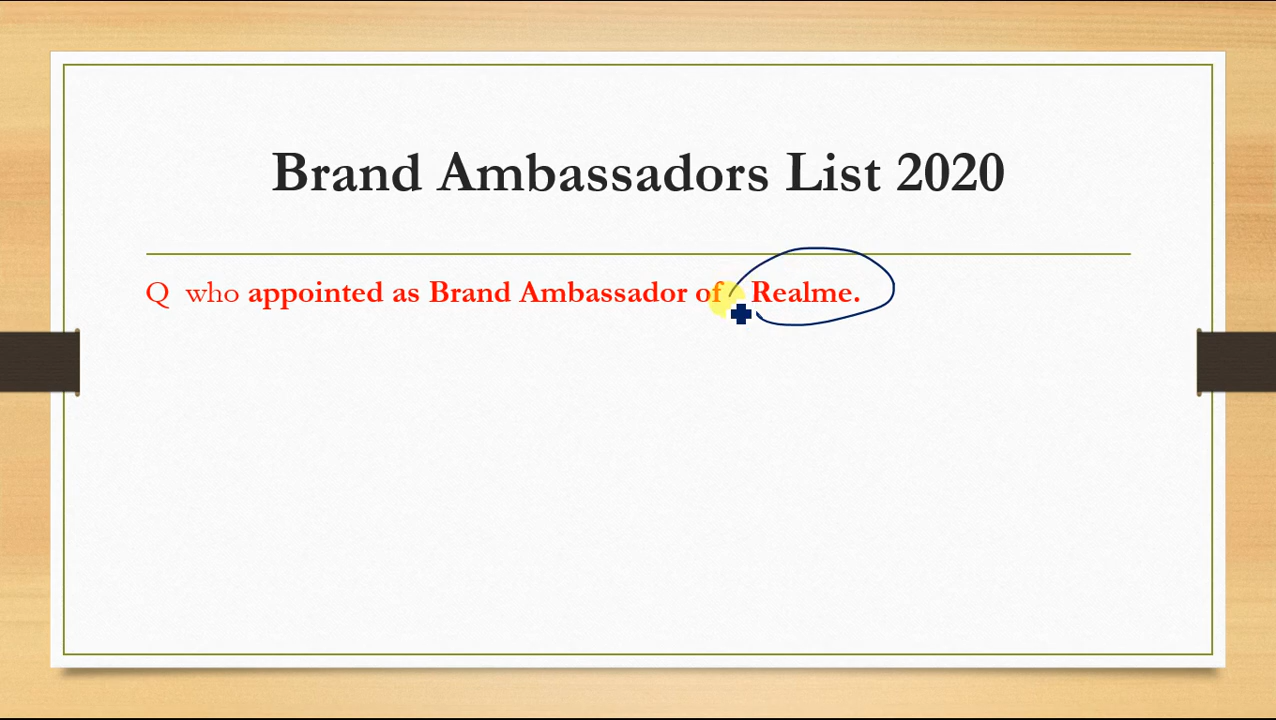 Brand Ambassadors List 2020
Q who appointed as Brand Ambassador of Realme.